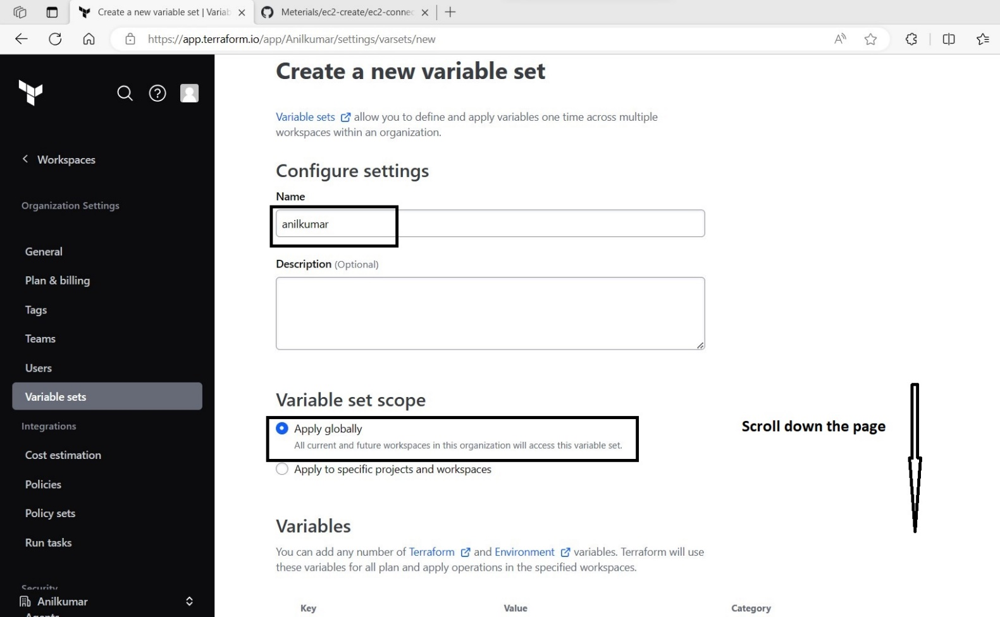 Create a new variable set | Variab
Meterials/ec2-create/ec2-connec
https://app.terraform.io/app/Anilkumar/settings/varsets/new
Workspaces
Organization Settings
General
Plan & billing
Tags
Teams
Users
Variable sets
Integrations
Cost estimation
Policies
Policy sets
Run tasks
Security
Anilkumar
Agents
Create a new variable set
Variable sets allow you to define and apply variables one time across multiple
workspaces within an organization.
Configure settings
Name
anilkumar
Description (Optional)
Variable set scope
Apply globally
All current and future workspaces in this organization will access this variable set.
Apply to specific projects and workspaces
Scroll down the page
Variables
You can add any number of Terraform and Environment variables. Terraform will use
these variables for all plan and apply operations in the specified workspaces.
Key Value Category